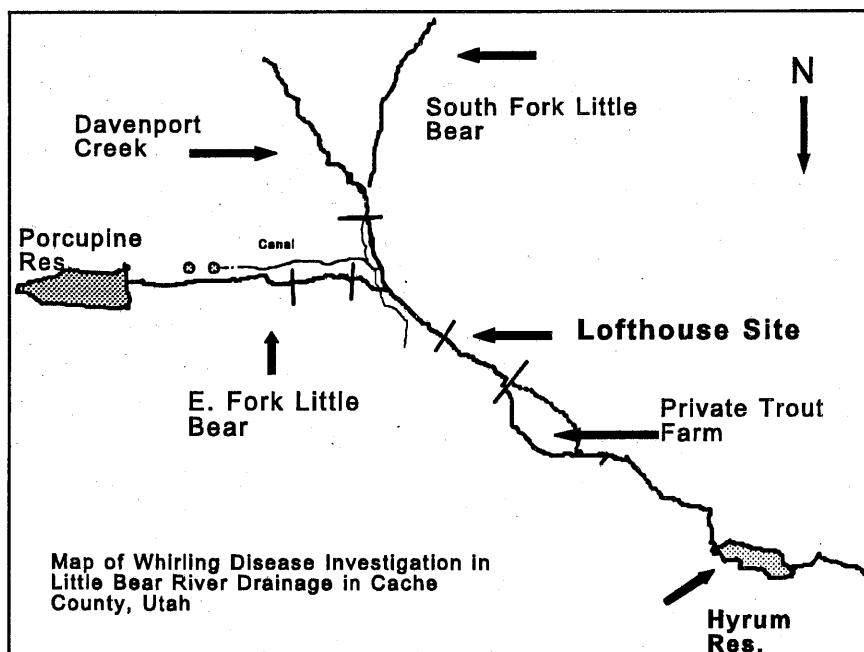 South Fork Little
Bear
N
Davenport
Creek
Porcupine
Res.
Canal
Lofthouse Site
E. Fork Little
Bear
Private Trout
Farm
Map of Whirling Disease Investigation in
Little Bear River Drainage in Cache
County, Utah
Hyrum
Res.